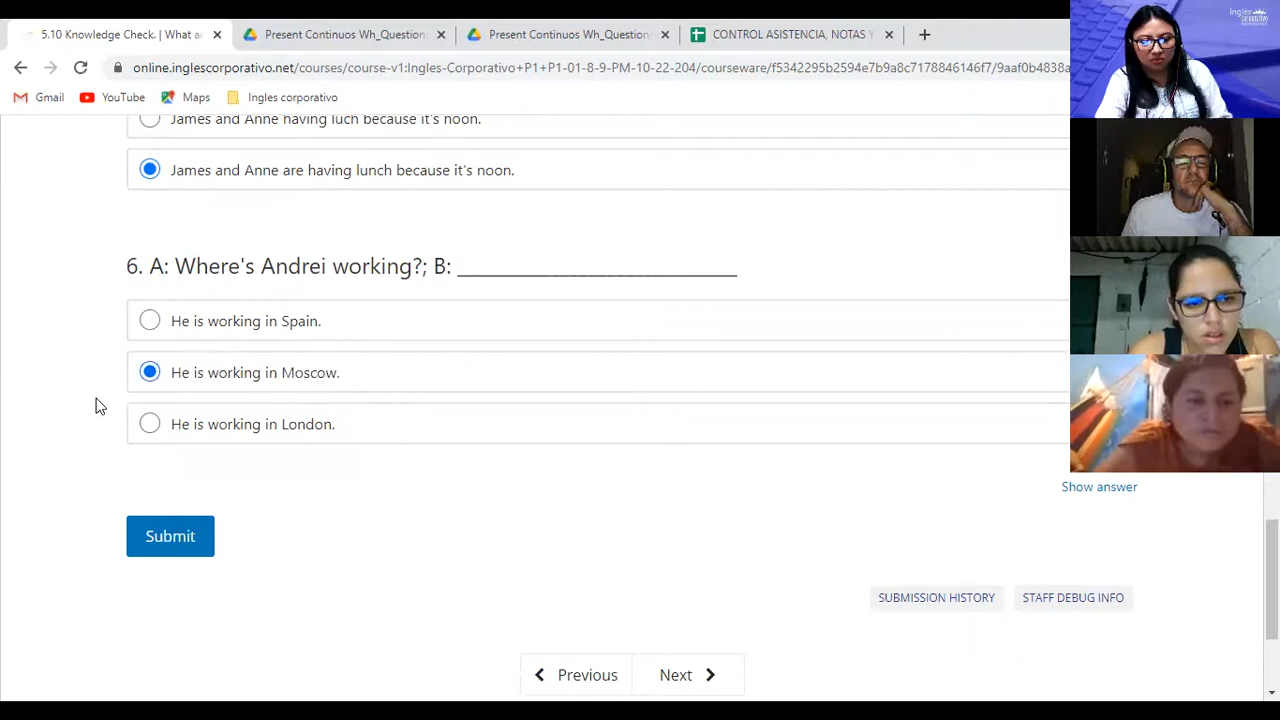 5.10 Knowledge Check. | What a
Present Continuos Wh_Question
Present Continuos Wh_Question
CONTROL ASISTENCIA, NOTAS Y
online.inglescorporativo.net/courses/course-v1:Ingles-Corporativo+P1+P1-01-8-9-PM-10-22-204/courseware/f5342295b2594e7b9a8c7178846146f7/9aaf0b4838a
Gmail
YouTube
Maps
Ingles corporativo
James and Anne having luch because it's noon.
James and Anne are having lunch because it's noon.
6. A: Where's Andrei working?; B: ____________________________
He is working in Spain.
He is working in Moscow.
He is working in London.
Show answer
Submit
SUBMISSION HISTORY
STAFF DEBUG INFO
Previous
Next
Ingles